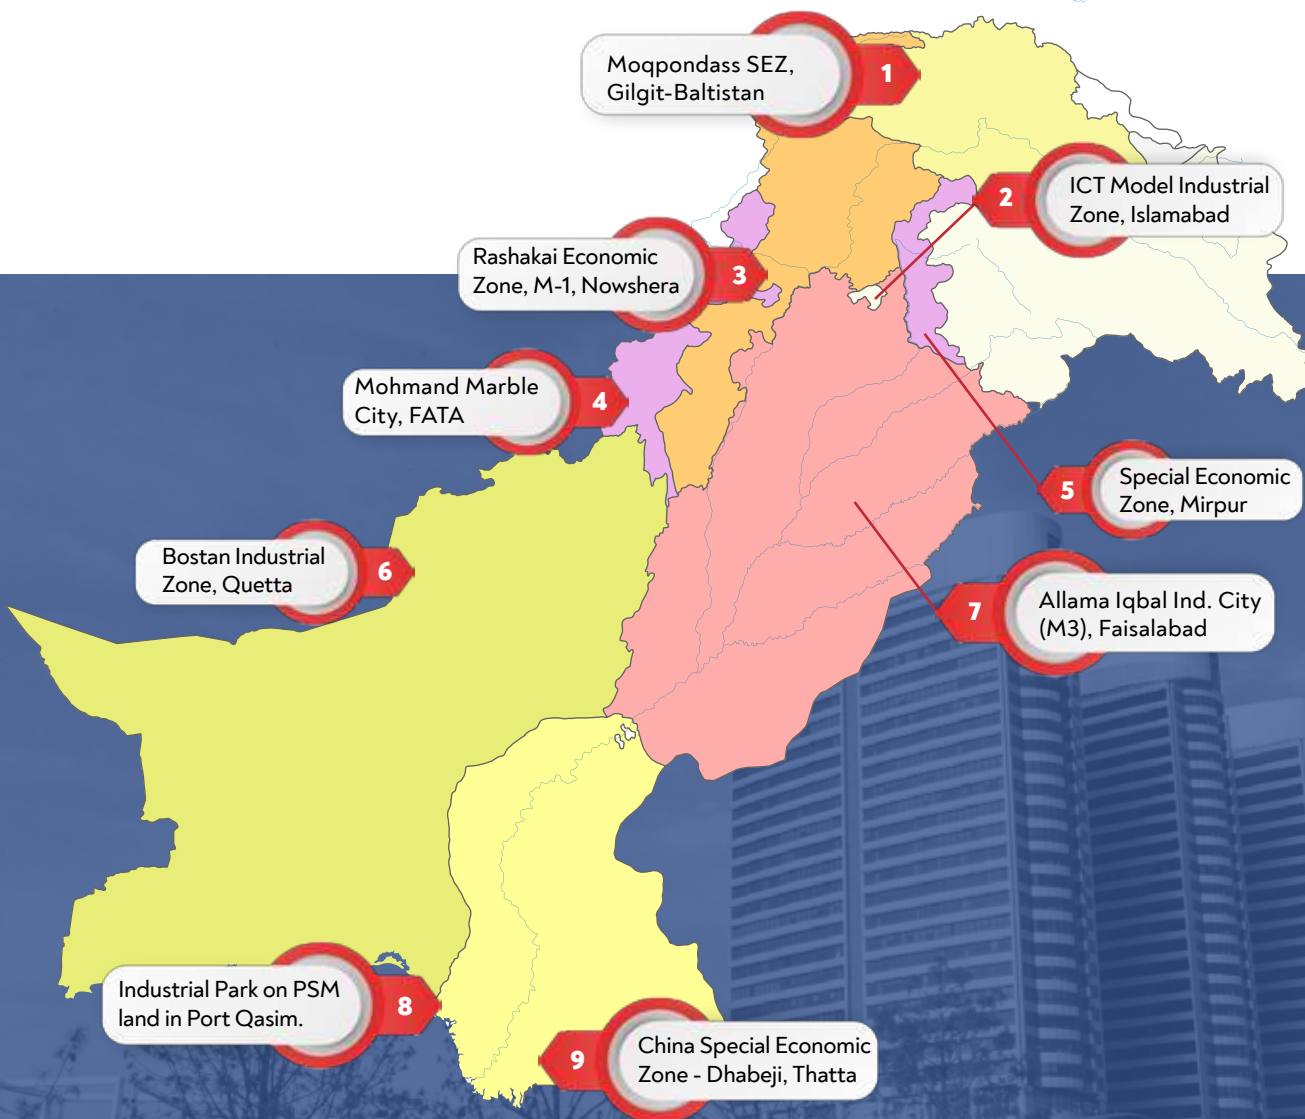 Moqpondass SEZ,
Gilgit-Baltistan
1
2
ICT Model Industrial
Zone, Islamabad
Rashakai Economic
Zone, M-1, Nowshera
3
Mohmand Marble
City, FATA
4
5
Special Economic
Zone, Mirpur
Bostan Industrial
Zone, Quetta
6
7
Allama Iqbal Ind. City
(M3), Faisalabad
Industrial Park on PSM
land in Port Qasim.
8
9
China Special Economic
Zone - Dhabeji, Thatta